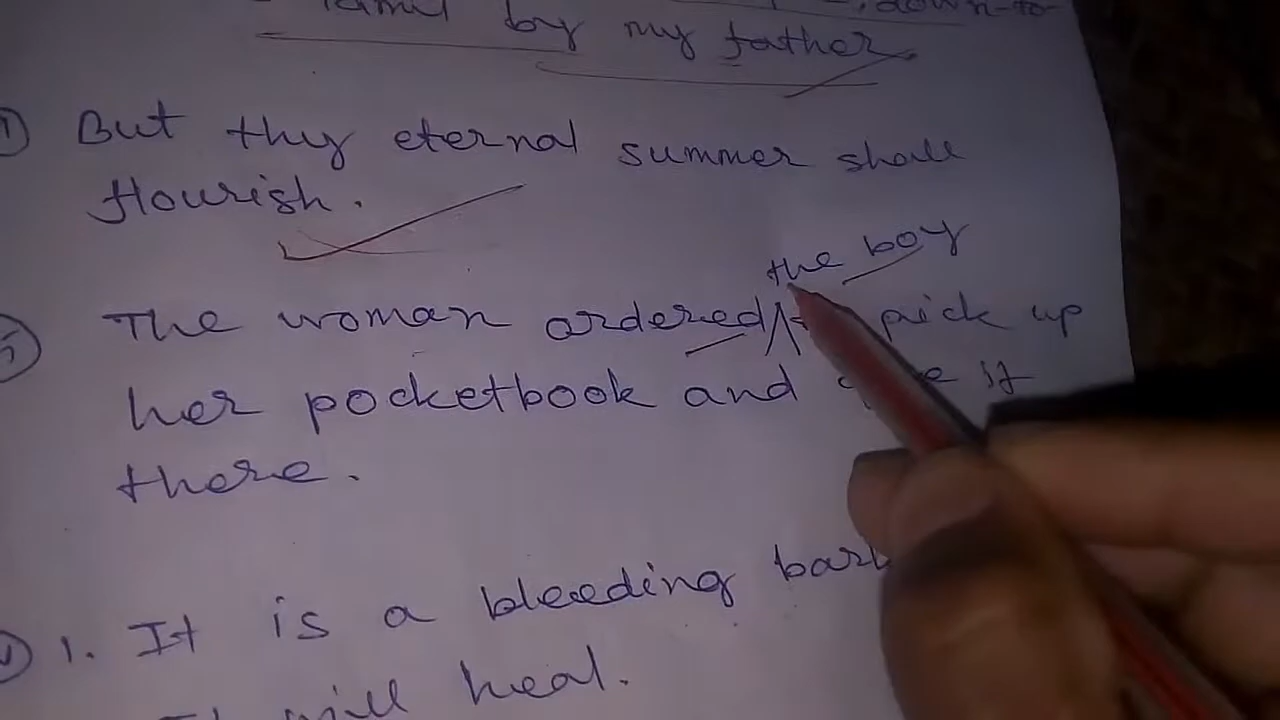 by my father
But thy eternal summer shall
flourish.
the boy
The woman ordered pick up
her pocketbook and it
there.
1. It is a bleeding
will heal.